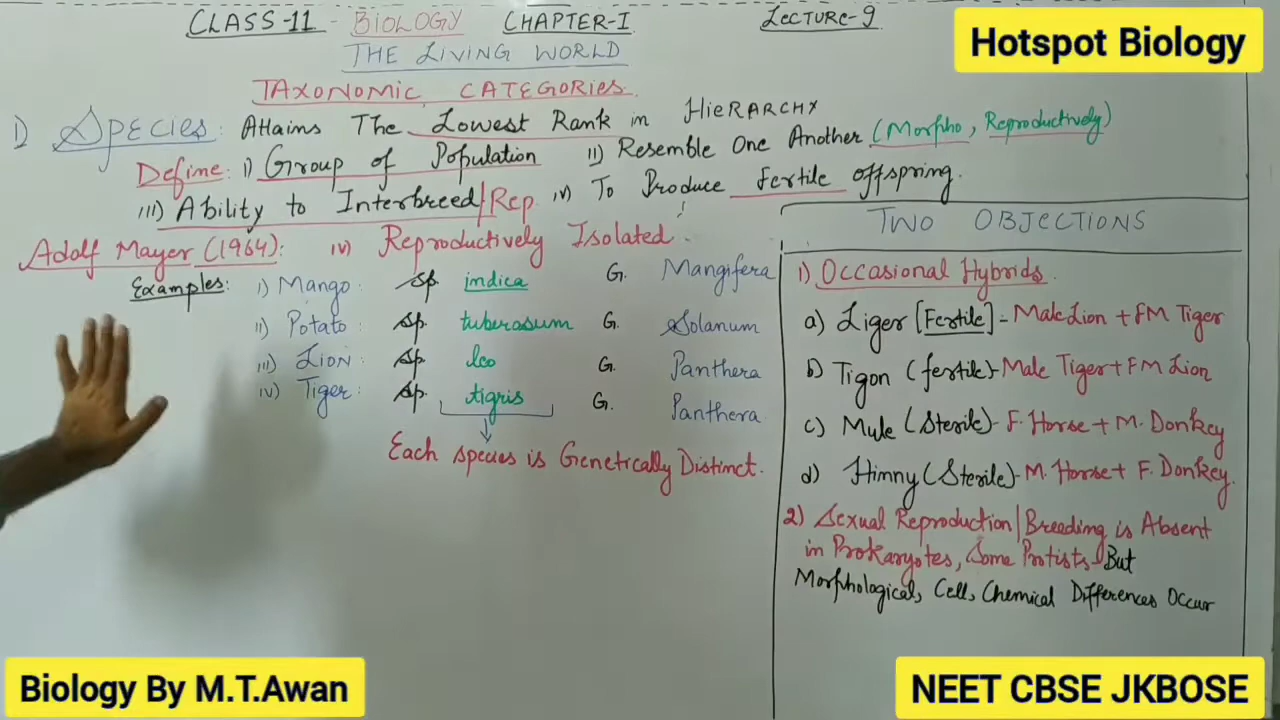 CLASS-11 - BIOLOGY CHAPTER-I LECTURE-9
Hotspot Biology
THE LIVING WORLD
TAXONOMIC CATEGORIES
1) SPECIES: Attains The Lowest Rank in HIERARCHY
Define: i) Group of Population ii) Resemble One Another (Morpho, Reproductively)
iii) Ability to Interbreed/Rep. iv) To Produce fertile offspring.
Adolf Mayer (1964): iv Reproductively Isolated.
Examples: i) Mango: Sp. indica G. Mangifera
ii) Potato: Sp. tuberosum G. Solanum
iii) Lion: Sp. leo G. Panthera
iv) Tiger: Sp. tigris G. Panthera
Each species is Genetically Distinct.
TWO OBJECTIONS
1) Occasional Hybrids.
a) Liger [Fertile] - Male Lion + FM Tiger
b) Tigon (fertile) - Male Tiger + FM Lion
c) Mule (Sterile) - F. Horse + M. Donkey
d) Himny (Sterile) - M. Horse + F. Donkey.
2) Sexual Reproduction/Breeding is Absent
in Prokaryotes, Some Protists. But
Morphological, Cell, Chemical Differences Occur
Biology By M.T.Awan
NEET CBSE JKBOSE